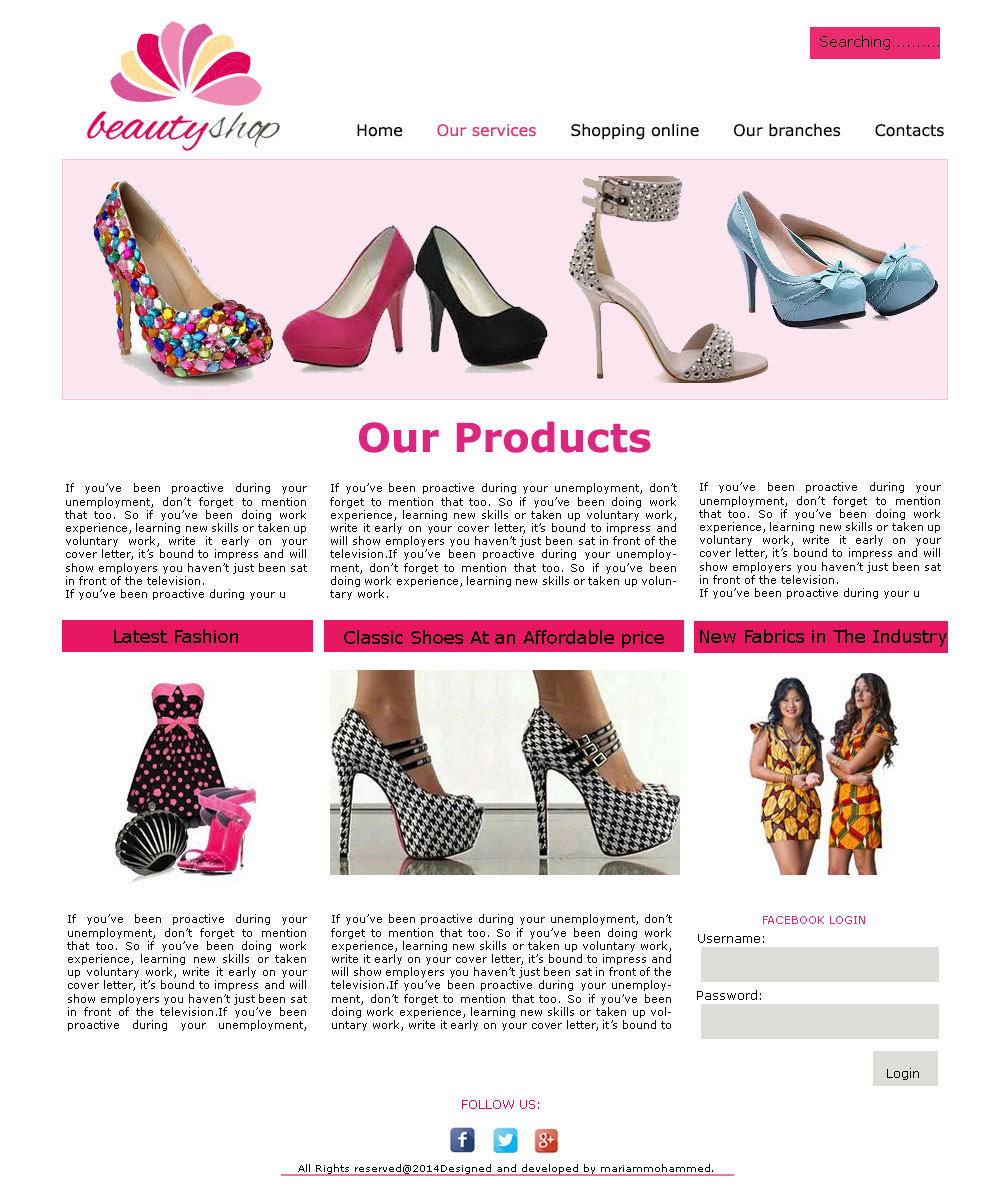 beautyshop
Searching..........
Home Our services Shopping online Our branches Contacts
Our Products
If you’ve been proactive during your
unemployment, don’t forget to mention
that too. So if you’ve been doing work
experience, learning new skills or taken up
voluntary work, write it early on your
cover letter, it’s bound to impress and will
show employers you haven’t just been sat
in front of the television.
If you’ve been proactive during your u
If you’ve been proactive during your unemployment, don’t
forget to mention that too. So if you’ve been doing work
experience, learning new skills or taken up voluntary work,
write it early on your cover letter, it’s bound to impress and
will show employers you haven’t just been sat in front of the
television.If you’ve been proactive during your unemploy-
ment, don’t forget to mention that too. So if you’ve been
doing work experience, learning new skills or taken up volun-
tary work.
If you’ve been proactive during your
unemployment, don’t forget to mention
that too. So if you’ve been doing work
experience, learning new skills or taken up
voluntary work, write it early on your
cover letter, it’s bound to impress and will
show employers you haven’t just been sat
in front of the television.
If you’ve been proactive during your u
Latest Fashion
Classic Shoes At an Affordable price
New Fabrics in The Industry
If you’ve been proactive during your
unemployment, don’t forget to mention
that too. So if you’ve been doing work
experience, learning new skills or taken
up voluntary work, write it early on your
cover letter, it’s bound to impress and will
show employers you haven’t just been sat
in front of the television.If you’ve been
proactive during your unemployment,
If you’ve been proactive during your unemployment, don’t
forget to mention that too. So if you’ve been doing work
experience, learning new skills or taken up voluntary work,
write it early on your cover letter, it’s bound to impress and
will show employers you haven’t just been sat in front of the
television.If you’ve been proactive during your unemploy-
ment, don’t forget to mention that too. So if you’ve been
doing work experience, learning new skills or taken up vol-
untary work, write it early on your cover letter, it’s bound to
FACEBOOK LOGIN
Username:
Password:
Login
FOLLOW US:
f g+
All Rights reserved@2014Designed and developed by mariammohammed.